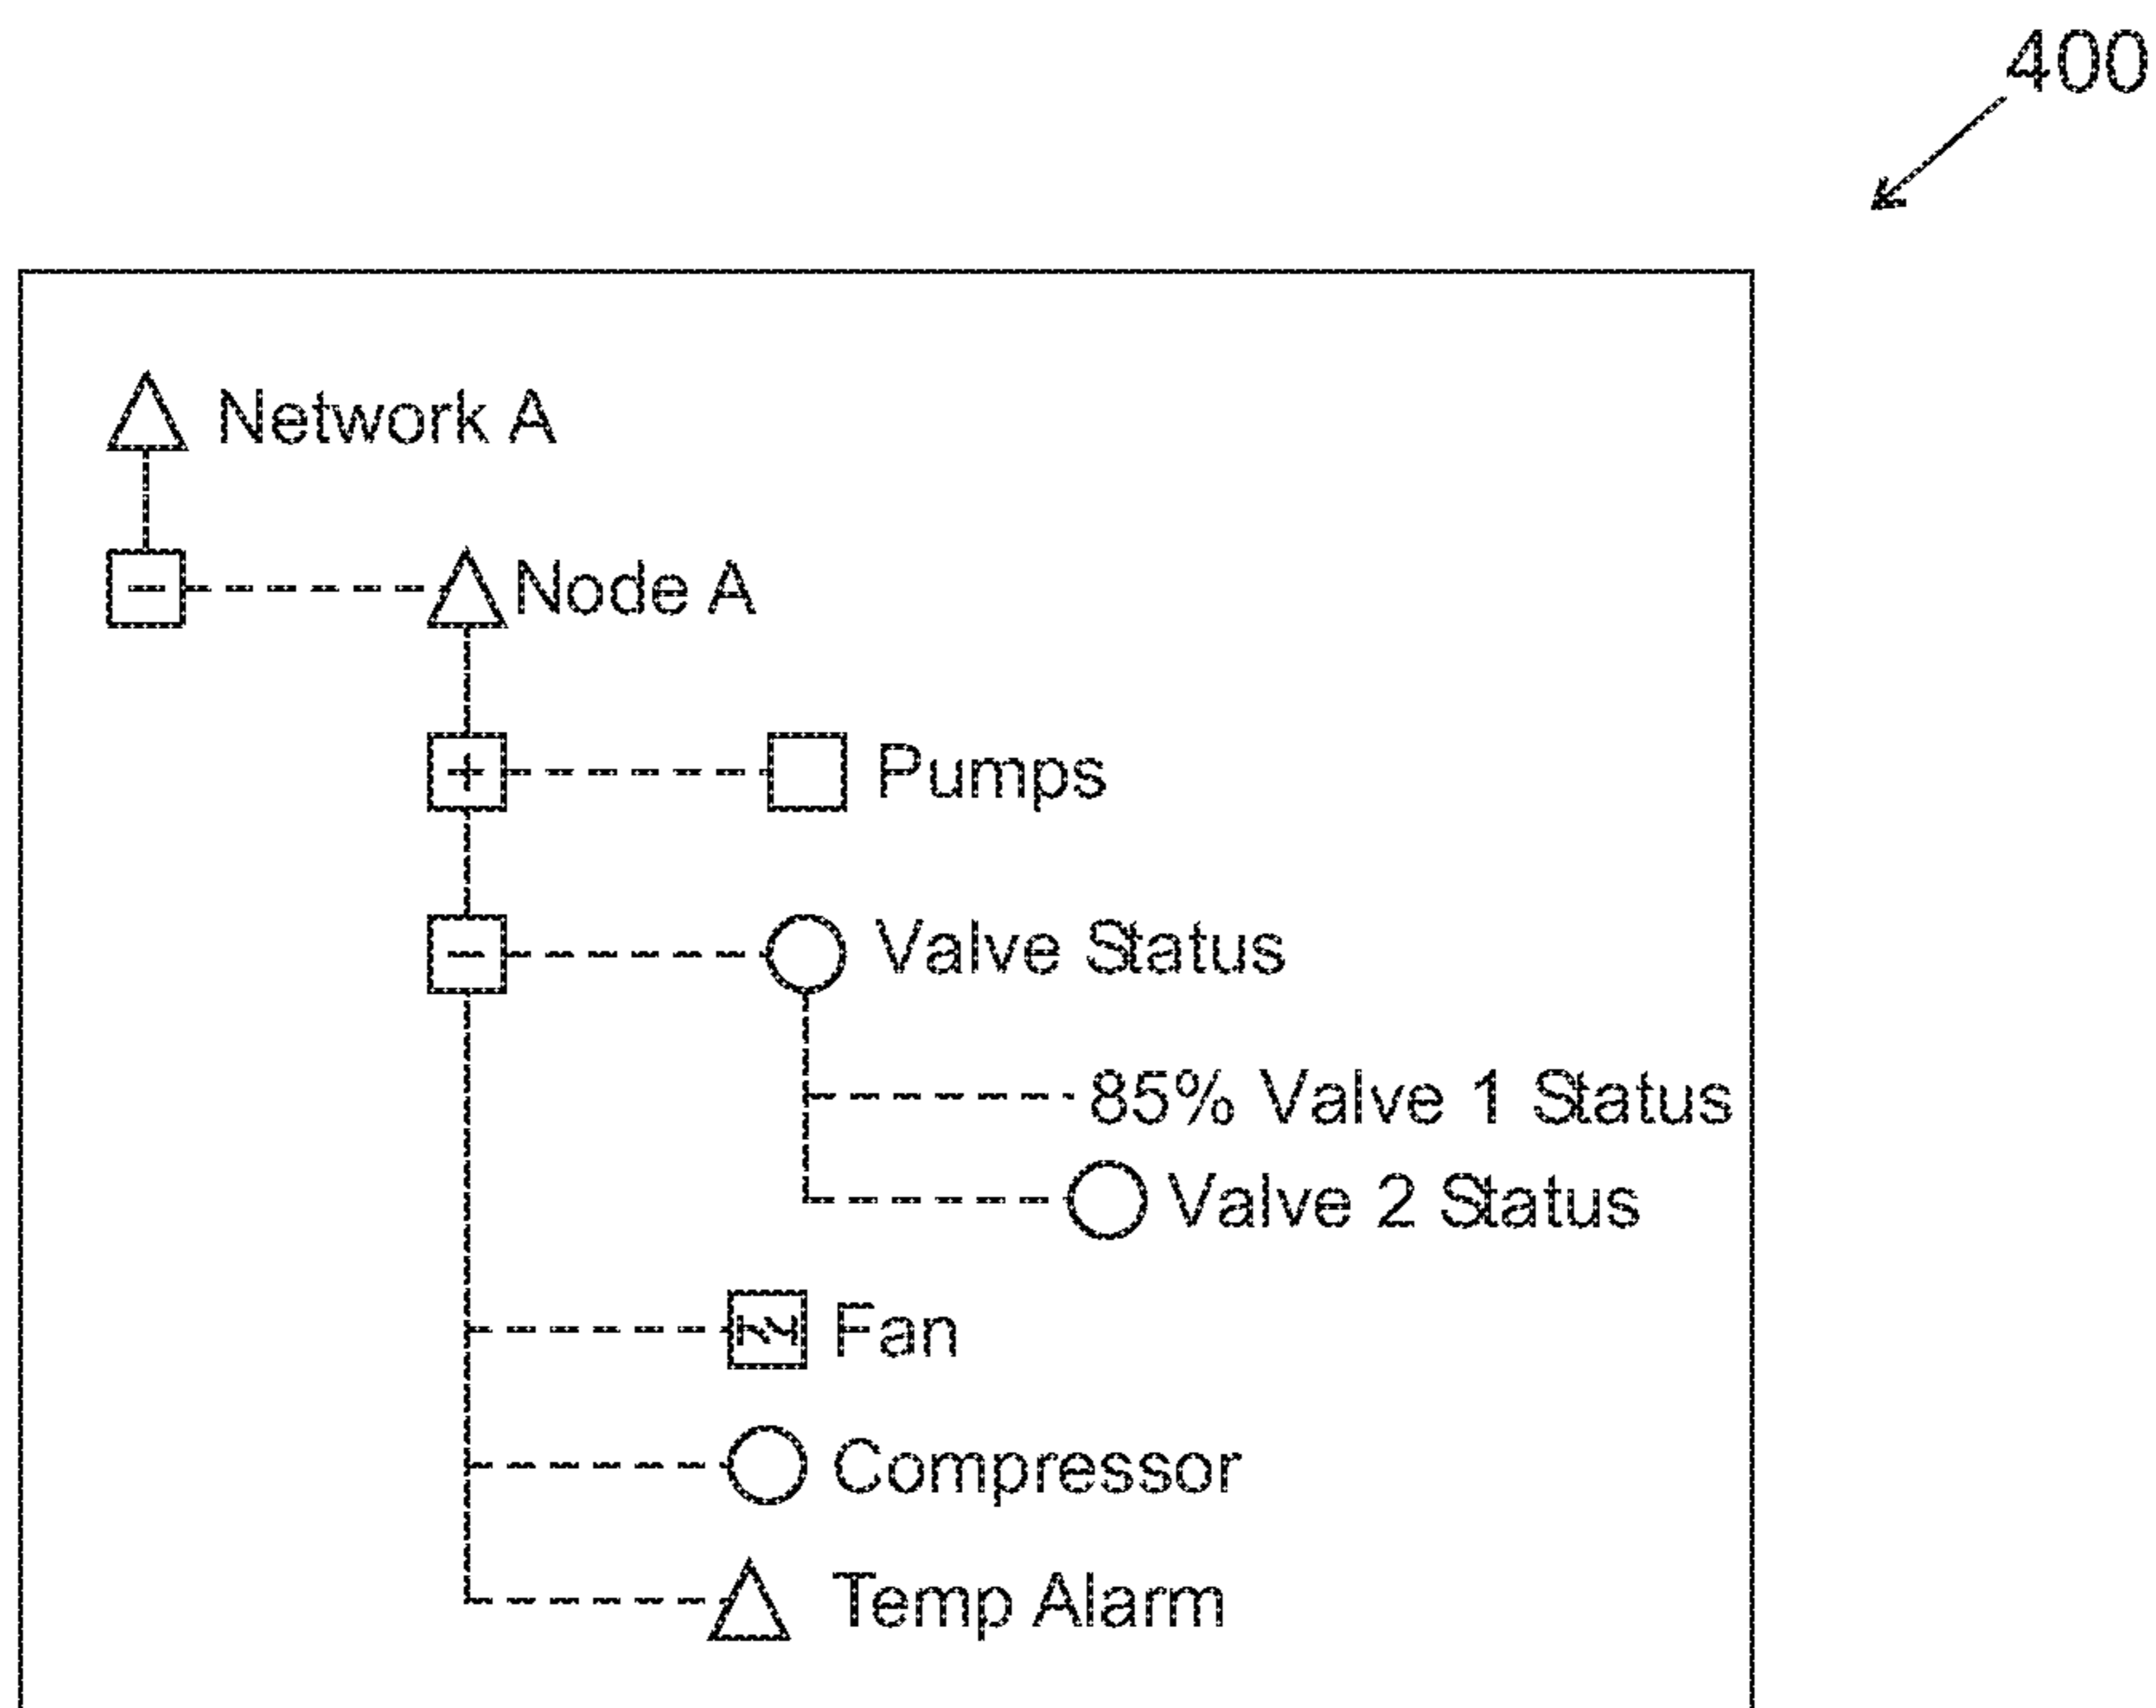 400
Network A
Node A
Pumps
Valve Status
85% Valve 1 Status
Valve 2 Status
Fan
Compressor
Temp Alarm